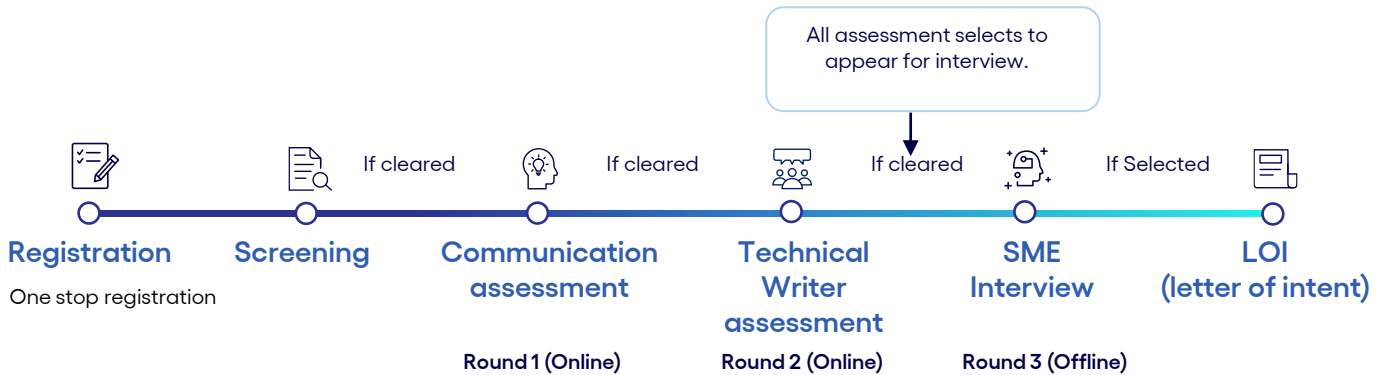 All assessment selects to
appear for interview.
If cleared
If cleared
If cleared
If Selected
Registration
One stop registration
Screening
Communication
assessment
Round 1 (Online)
Technical
Writer
assessment
Round 2 (Online)
SME
Interview
Round 3 (Offline)
LOI
(letter of intent)